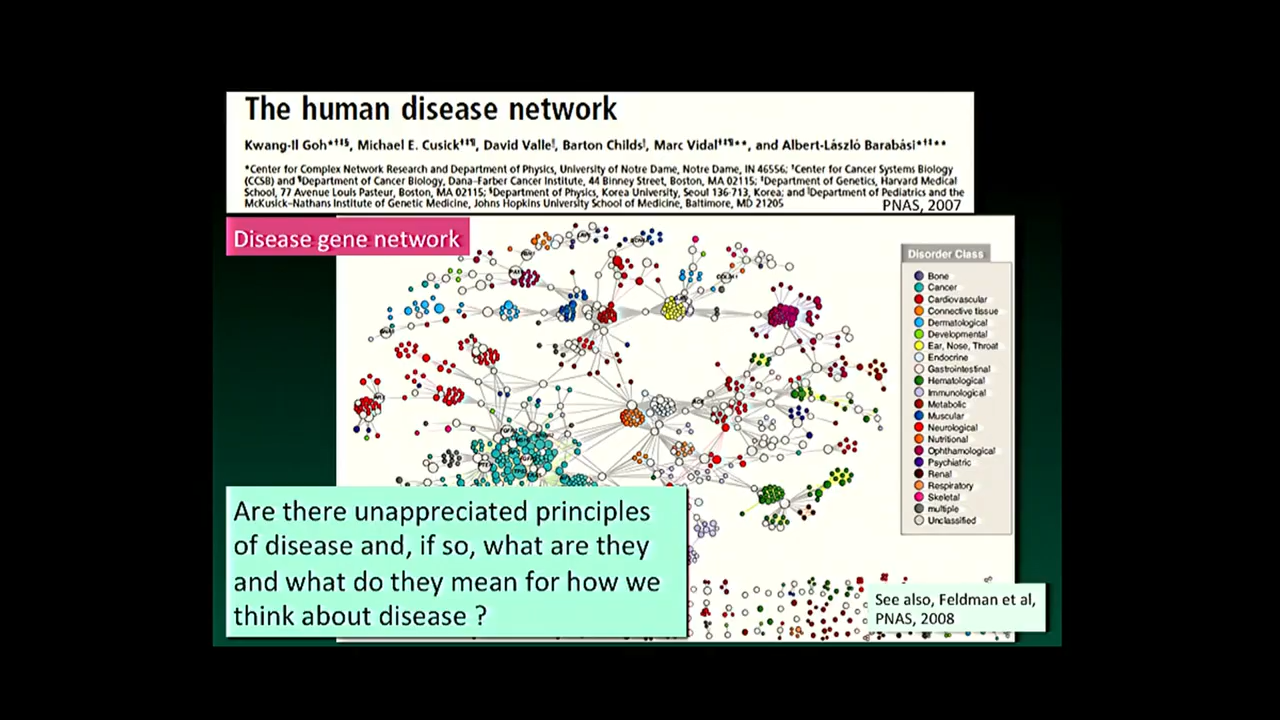 The human disease network
Kwang-Il Goh*†‡§, Michael E. Cusick†‡¶, David Valle‖, Barton Childs‖, Marc Vidal†‡¶**, and Albert-László Barabási*†‡**
*Center for Complex Network Research and Department of Physics, University of Notre Dame, Notre Dame, IN 46556; †Center for Cancer Systems Biology
(CCSB) and ¶Department of Cancer Biology, Dana-Farber Cancer Institute, 44 Binney Street, Boston, MA 02115; ‡Department of Genetics, Harvard Medical
School, 77 Avenue Louis Pasteur, Boston, MA 02115; §Department of Physics, Korea University, Seoul 136-713, Korea; and ‖Department of Pediatrics and the
McKusick–Nathans Institute of Genetic Medicine, Johns Hopkins University School of Medicine, Baltimore, MD 21205
PNAS, 2007
Disease gene network
Disorder Class
Bone
Cancer
Cardiovascular
Connective tissue
Dermatological
Developmental
Ear, Nose, Throat
Endocrine
Gastrointestinal
Hematological
Immunological
Metabolic
Muscular
Neurological
Nutritional
Ophthamological
Psychiatric
Renal
Respiratory
Skeletal
multiple
Unclassified
Are there unappreciated principles
of disease and, if so, what are they
and what do they mean for how we
think about disease ?
See also, Feldman et al,
PNAS, 2008